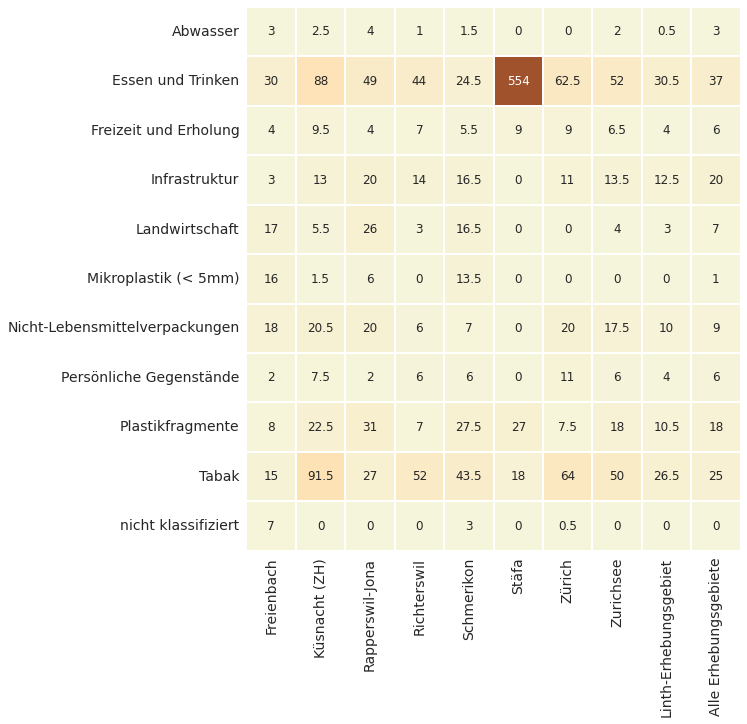 Abwasser 3 2.5 4 1 1.5 0 0 2 0.5 3
Essen und Trinken 30 88 49 44 24.5 554 62.5 52 30.5 37
Freizeit und Erholung 4 9.5 4 7 5.5 9 9 6.5 4 6
Infrastruktur 3 13 20 14 16.5 0 11 13.5 12.5 20
Landwirtschaft 17 5.5 26 3 16.5 0 0 4 3 7
Mikroplastik (< 5mm) 16 1.5 6 0 13.5 0 0 0 0 1
Nicht-Lebensmittelverpackungen 18 20.5 20 6 7 0 20 17.5 10 9
Persönliche Gegenstände 2 7.5 2 6 6 0 11 6 4 6
Plastikfragmente 8 22.5 31 7 27.5 27 7.5 18 10.5 18
Tabak 15 91.5 27 52 43.5 18 64 50 26.5 25
nicht klassifiziert 7 0 0 0 3 0 0.5 0 0 0
Freienbach
Küsnacht (ZH)
Rapperswil-Jona
Richterswil
Schmerikon
Stäfa
Zürich
Zurichsee
Linth-Erhebungsgebiet
Alle Erhebungsgebiete